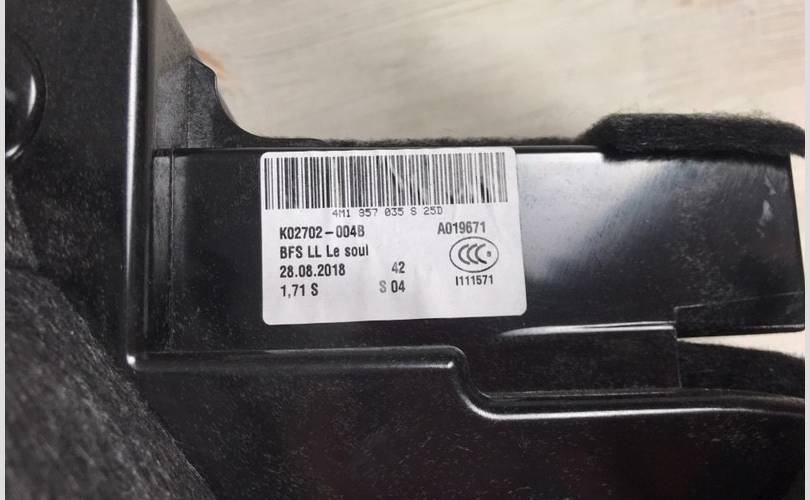 4M1 857 035 S 25D
K02702-004B A019671
BFS LL Le soul
28.08.2018 42
1,71 S S 04
CCC
I111571